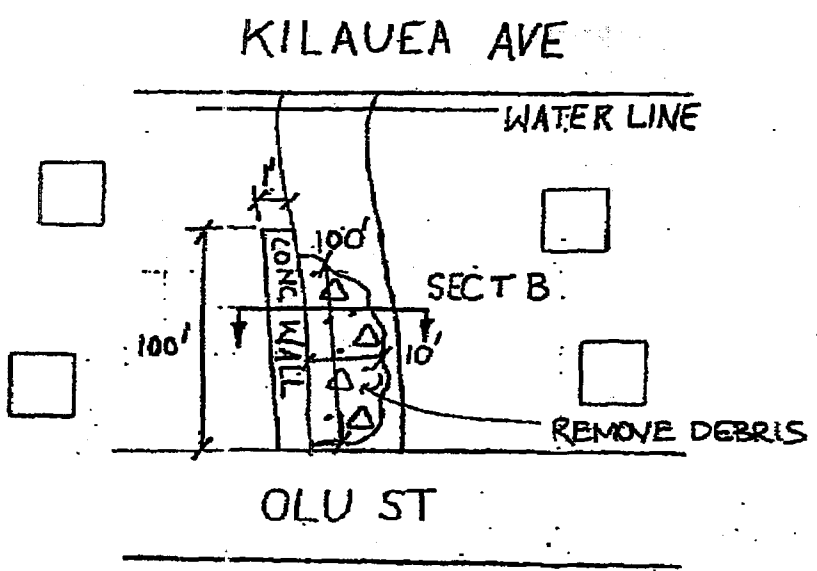 KILAUEA AVE
WATER LINE
1'
100'
SECT B
CONC. WALL
100'
10'
REMOVE DEBRIS
OLU ST